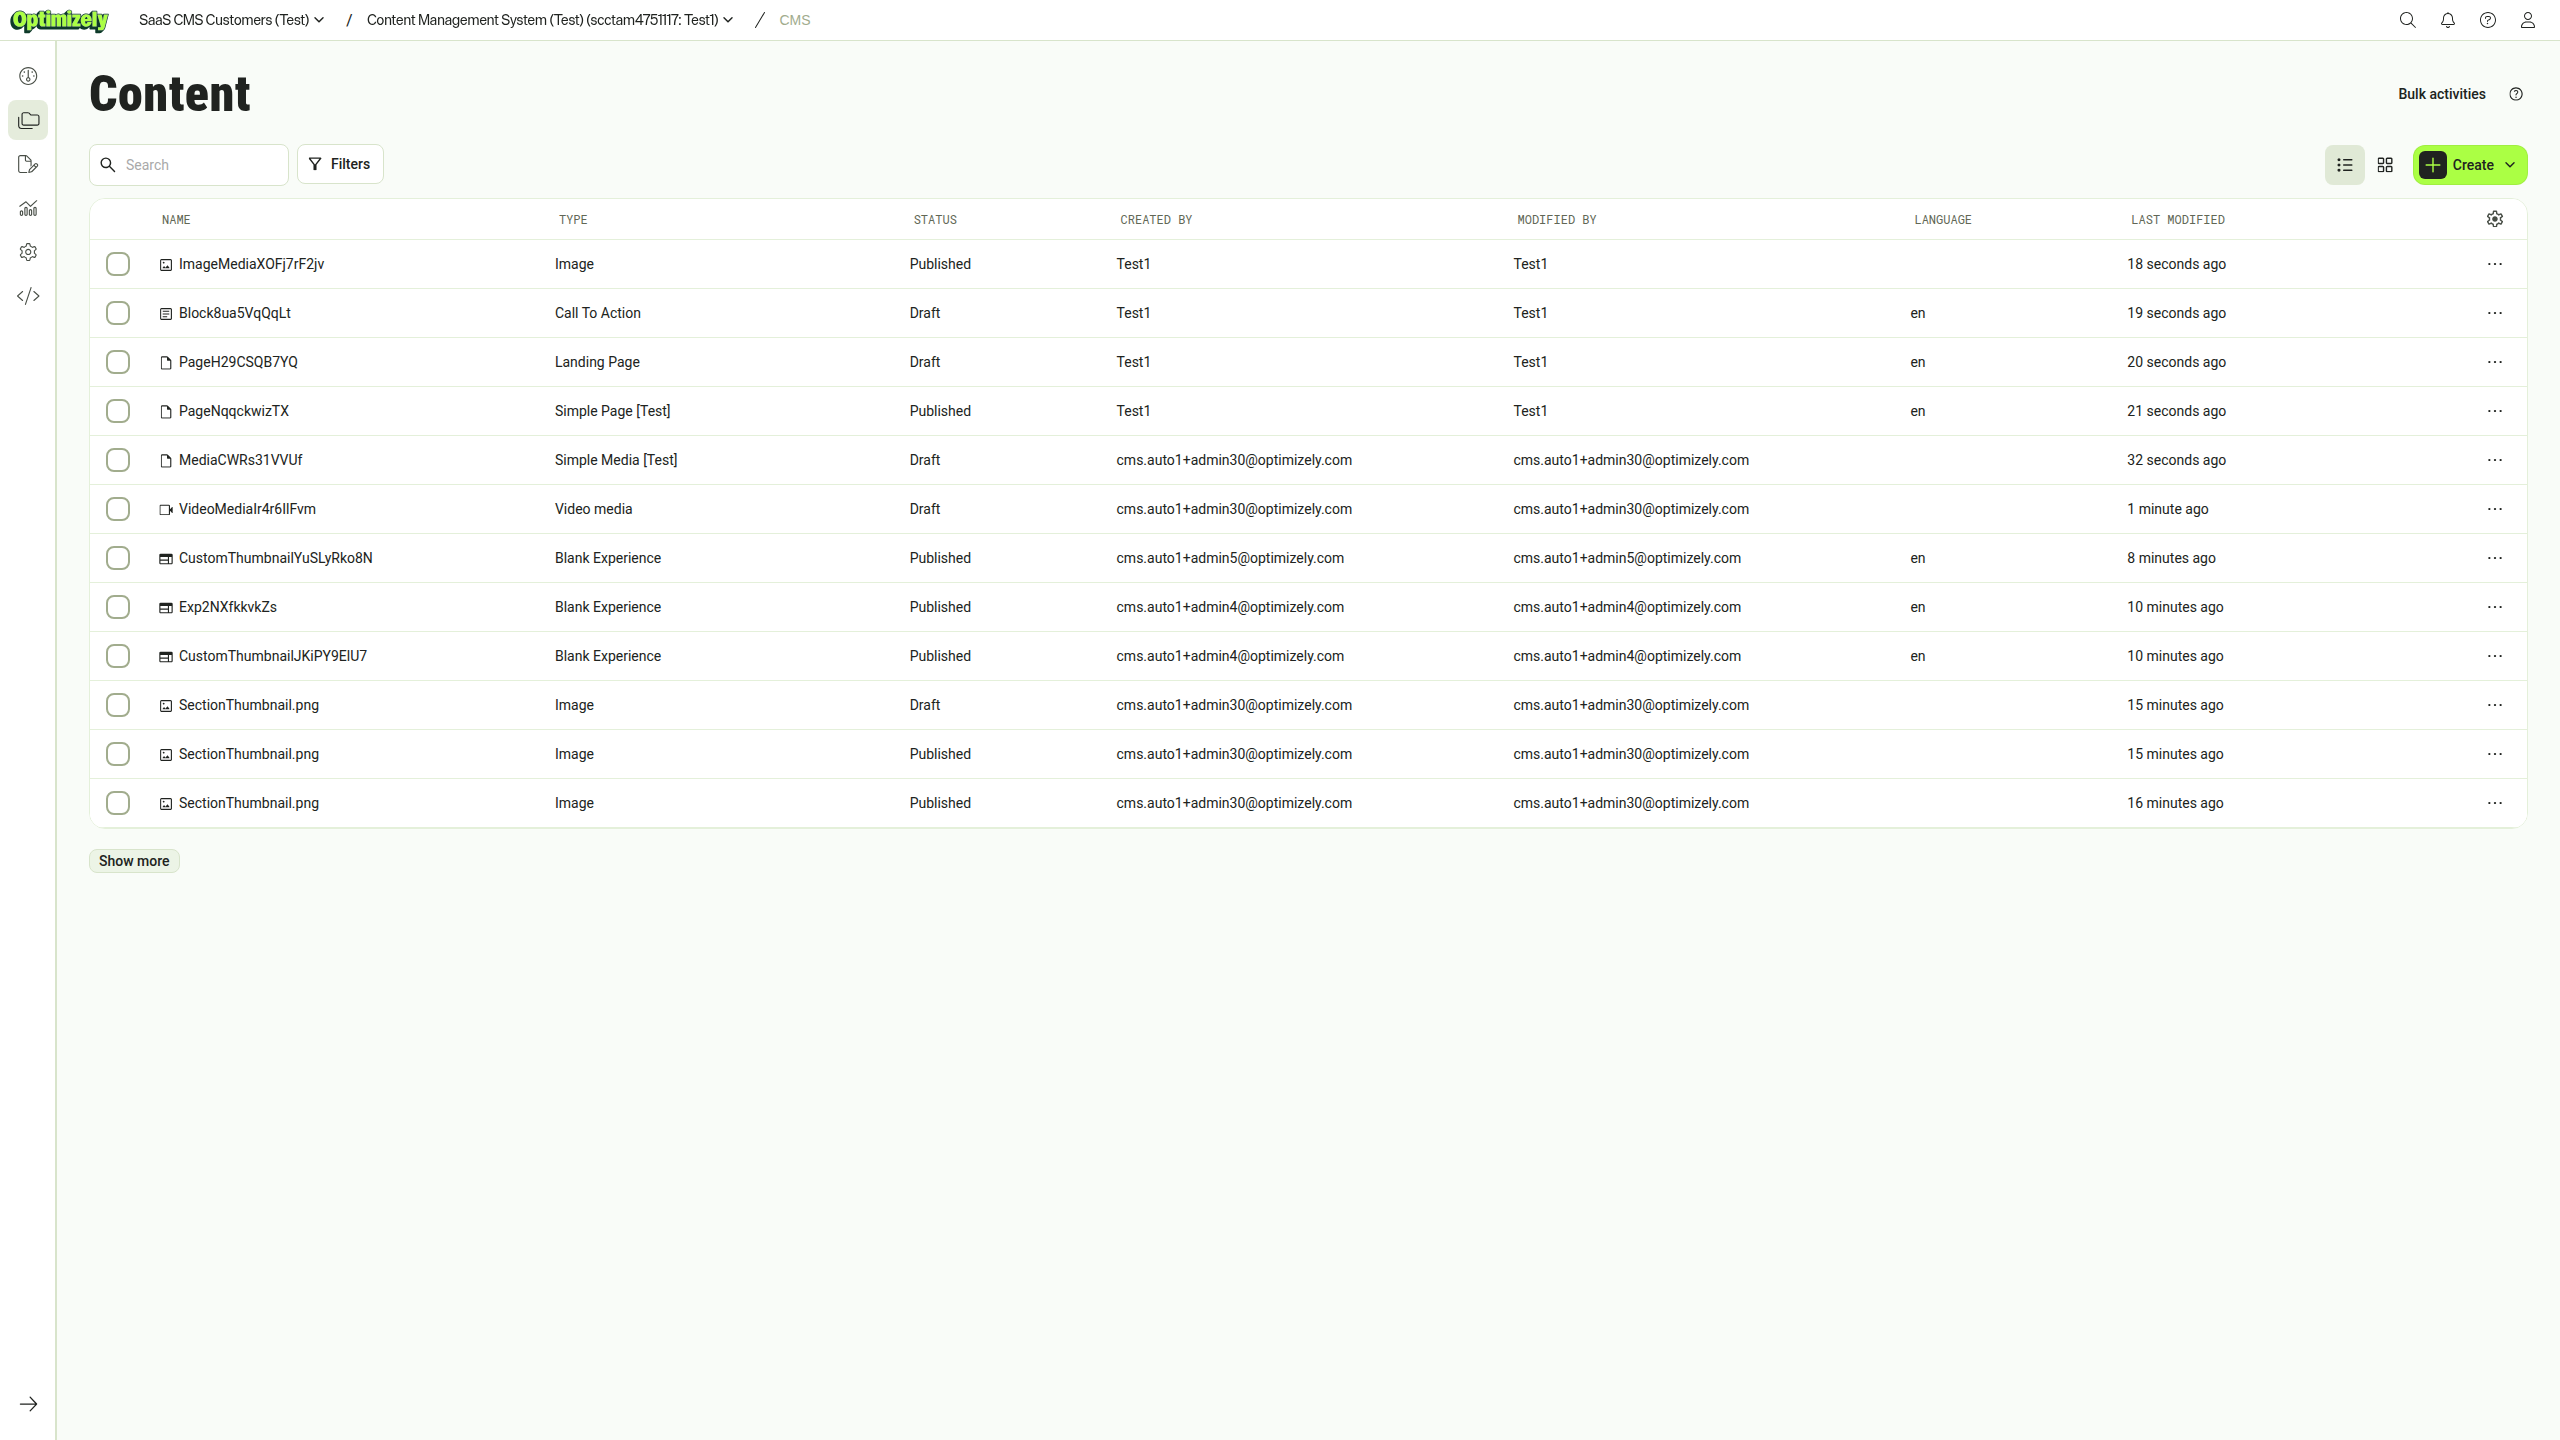 Optimizely SaaS CMS Customers (Test) / Content Management System (Test) (scctam4751117: Test1) / CMS
Content
Bulk activities
Search Filters Create
NAME TYPE STATUS CREATED BY MODIFIED BY LANGUAGE LAST MODIFIED
ImageMediaXOFj7rF2jv Image Published Test1 Test1 18 seconds ago
Block8ua5VqQqLt Call To Action Draft Test1 Test1 en 19 seconds ago
PageH29CSQB7YQ Landing Page Draft Test1 Test1 en 20 seconds ago
PageNqqckwizTX Simple Page [Test] Published Test1 Test1 en 21 seconds ago
MediaCWRs31VVUf Simple Media [Test] Draft cms.auto1+admin30@optimizely.com cms.auto1+admin30@optimizely.com 32 seconds ago
VideoMediaIr4r6IlFvm Video media Draft cms.auto1+admin30@optimizely.com cms.auto1+admin30@optimizely.com 1 minute ago
CustomThumbnailYuSLyRko8N Blank Experience Published cms.auto1+admin5@optimizely.com cms.auto1+admin5@optimizely.com en 8 minutes ago
Exp2NXfkkvkZs Blank Experience Published cms.auto1+admin4@optimizely.com cms.auto1+admin4@optimizely.com en 10 minutes ago
CustomThumbnailJKiPY9EIU7 Blank Experience Published cms.auto1+admin4@optimizely.com cms.auto1+admin4@optimizely.com en 10 minutes ago
SectionThumbnail.png Image Draft cms.auto1+admin30@optimizely.com cms.auto1+admin30@optimizely.com 15 minutes ago
SectionThumbnail.png Image Published cms.auto1+admin30@optimizely.com cms.auto1+admin30@optimizely.com 15 minutes ago
SectionThumbnail.png Image Published cms.auto1+admin30@optimizely.com cms.auto1+admin30@optimizely.com 16 minutes ago
Show more